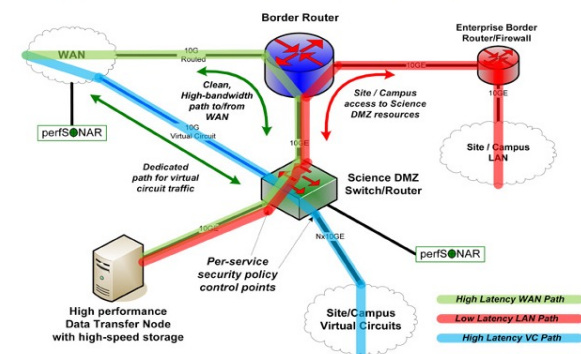 Border Router
Enterprise Border
Router/Firewall
WAN
10G
Routed
10GE
10GE
Clean,
High-bandwidth
path to/from
WAN
Site / Campus
access to Science
DMZ resources
perfSONAR
10G
Virtual Circuit
10GE
Site / Campus
LAN
Dedicated
path for virtual
circuit traffic
Science DMZ
Switch/Router
10GE
Nx10GE
Per-service
security policy
control points
perfSONAR
High performance
Data Transfer Node
with high-speed storage
Site/Campus
Virtual Circuits
High Latency WAN Path
Low Latency LAN Path
High Latency VC Path